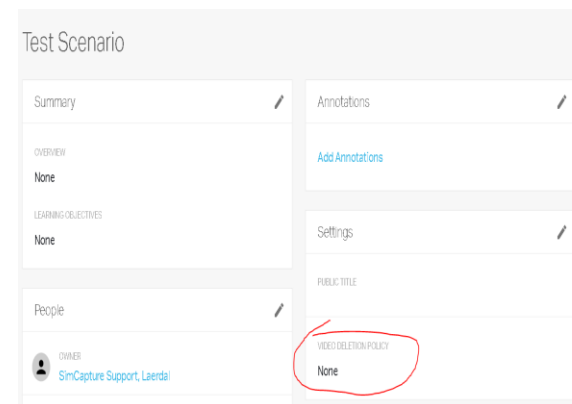 Test Scenario
Summary
OVERVIEW
None
LEARNING OBJECTIVES
None
People
OWNER
SimCapture Support, Laerdal
Annotations
Add Annotations
Settings
PUBLIC TITLE
VIDEO DELETION POLICY
None